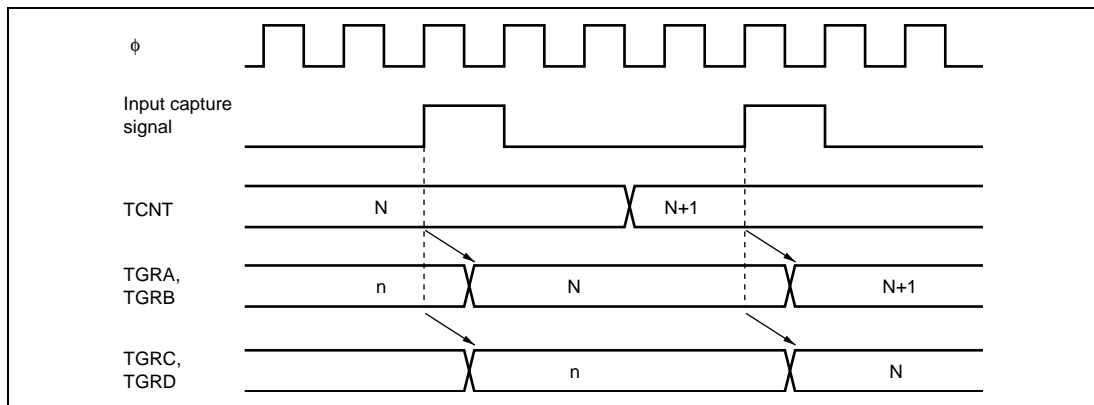 ϕ
Input capture
signal
TCNT
N
N+1
TGRA,
TGRB
n
N
N+1
TGRC,
TGRD
n
N